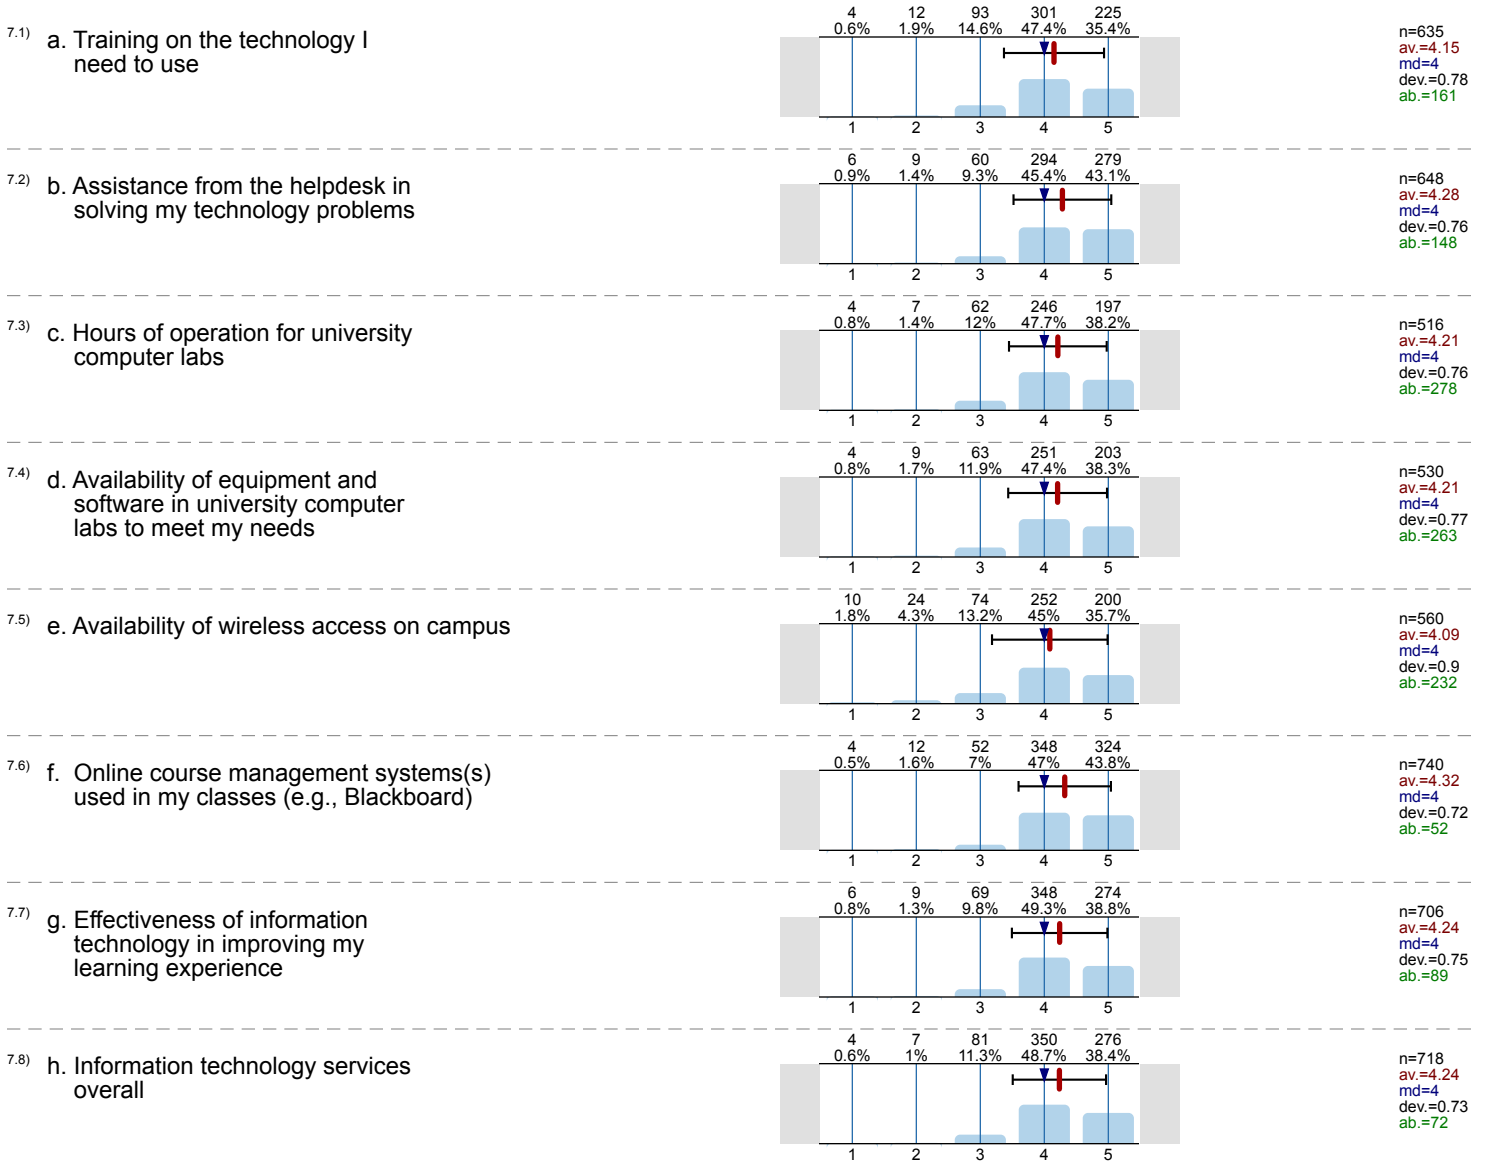 4 12 93 301 225
0.6% 1.9% 14.6% 47.4% 35.4%
7.1) a. Training on the technology I
need to use
n=635
av.=4.15
md=4
dev.=0.78
ab.=161
1 2 3 4 5
6 9 60 294 279
0.9% 1.4% 9.3% 45.4% 43.1%
7.2) b. Assistance from the helpdesk in
solving my technology problems
n=648
av.=4.28
md=4
dev.=0.76
ab.=148
1 2 3 4 5
4 7 62 246 197
0.8% 1.4% 12% 47.7% 38.2%
7.3) c. Hours of operation for university
computer labs
n=516
av.=4.21
md=4
dev.=0.76
ab.=278
1 2 3 4 5
4 9 63 251 203
0.8% 1.7% 11.9% 47.4% 38.3%
7.4) d. Availability of equipment and
software in university computer
labs to meet my needs
n=530
av.=4.21
md=4
dev.=0.77
ab.=263
1 2 3 4 5
10 24 74 252 200
1.8% 4.3% 13.2% 45% 35.7%
7.5) e. Availability of wireless access on campus
n=560
av.=4.09
md=4
dev.=0.9
ab.=232
1 2 3 4 5
4 12 52 348 324
0.5% 1.6% 7% 47% 43.8%
7.6) f. Online course management systems(s)
used in my classes (e.g., Blackboard)
n=740
av.=4.32
md=4
dev.=0.72
ab.=52
1 2 3 4 5
6 9 69 348 274
0.8% 1.3% 9.8% 49.3% 38.8%
7.7) g. Effectiveness of information
technology in improving my
learning experience
n=706
av.=4.24
md=4
dev.=0.75
ab.=89
1 2 3 4 5
4 7 81 350 276
0.6% 1% 11.3% 48.7% 38.4%
7.8) h. Information technology services
overall
n=718
av.=4.24
md=4
dev.=0.73
ab.=72
1 2 3 4 5